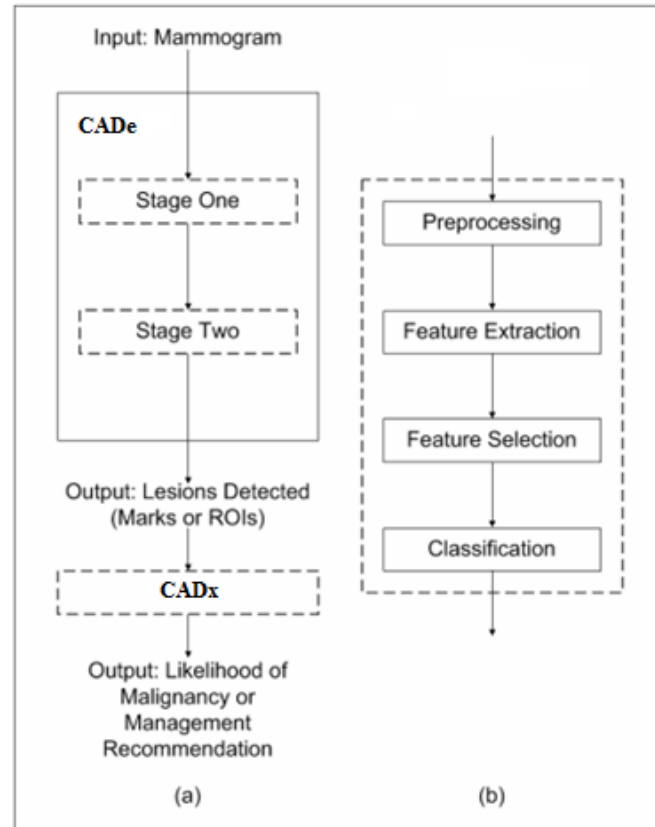 Input: Mammogram
CADe
Stage One
Stage Two
Output: Lesions Detected
(Marks or ROIs)
CADx
Output: Likelihood of
Malignancy or
Management
Recommendation
(a)
Preprocessing
Feature Extraction
Feature Selection
Classification
(b)